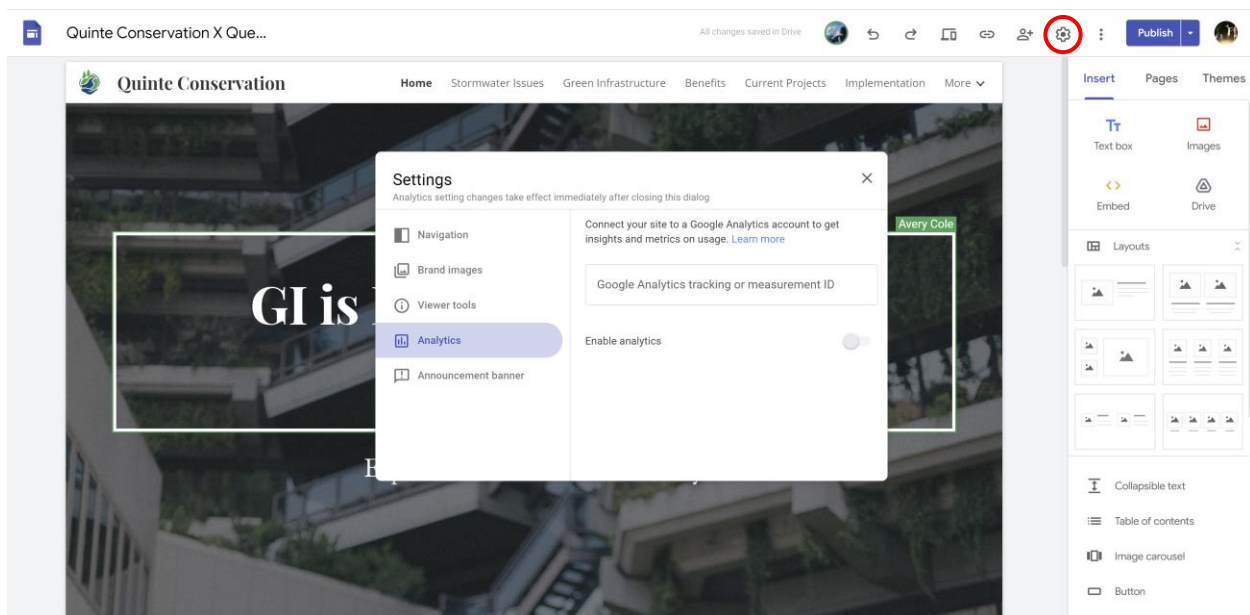 Quinte Conservation X Que...
All changes saved in Drive
Publish
Quinte Conservation
Home Stormwater Issues Green Infrastructure Benefits Current Projects Implementation More
Insert Pages Themes
Text box Images
Embed Drive
Layouts
Collapsible text
Table of contents
Image carousel
Button
Avery Cole
GI is
E
Settings
Analytics setting changes take effect immediately after closing this dialog
Navigation
Brand images
Viewer tools
Analytics
Announcement banner
Connect your site to a Google Analytics account to get
insights and metrics on usage. Learn more
Google Analytics tracking or measurement ID
Enable analytics